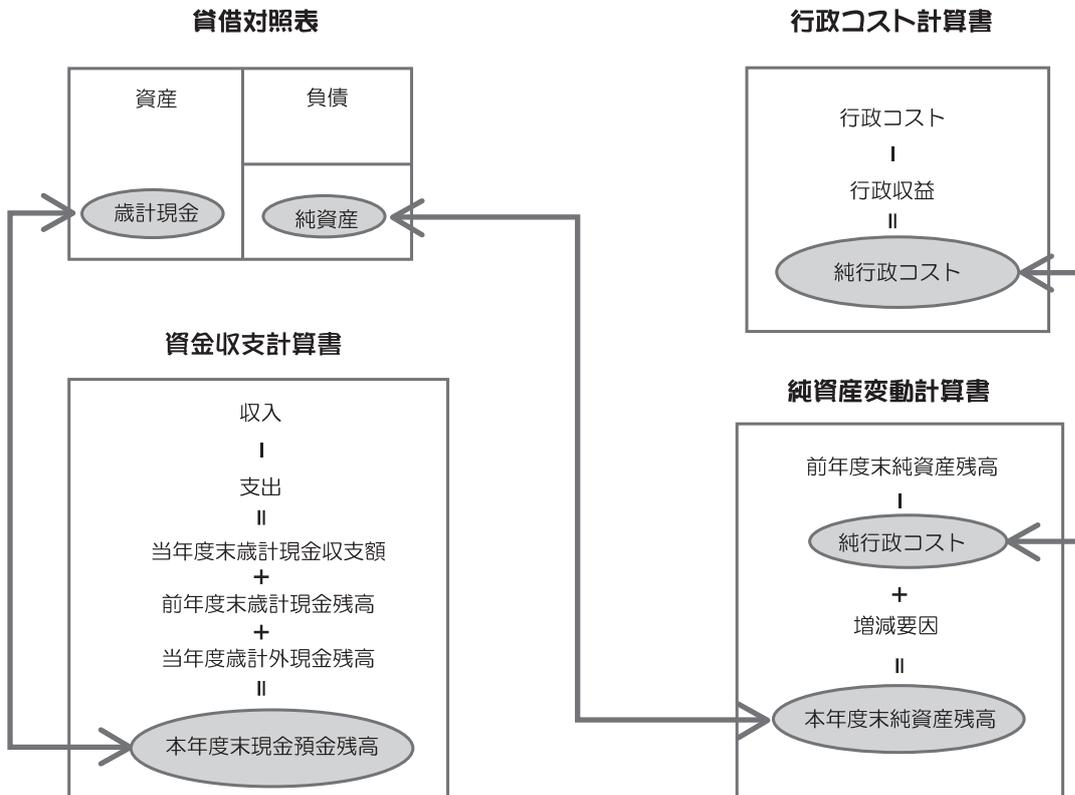 貸借対照表
資産
負債
歳計現金
純資産
行政コスト計算書
行政コスト
ー
行政収益
॥
純行政コスト
資金収支計算書
収入
ー
支出
॥
当年度末歳計現金収支額
+
前年度末歳計現金残高
+
当年度歳計外現金残高
॥
本年度末現金預金残高
純資産変動計算書
前年度末純資産残高
ー
純行政コスト
+
増減要因
॥
本年度末純資産残高